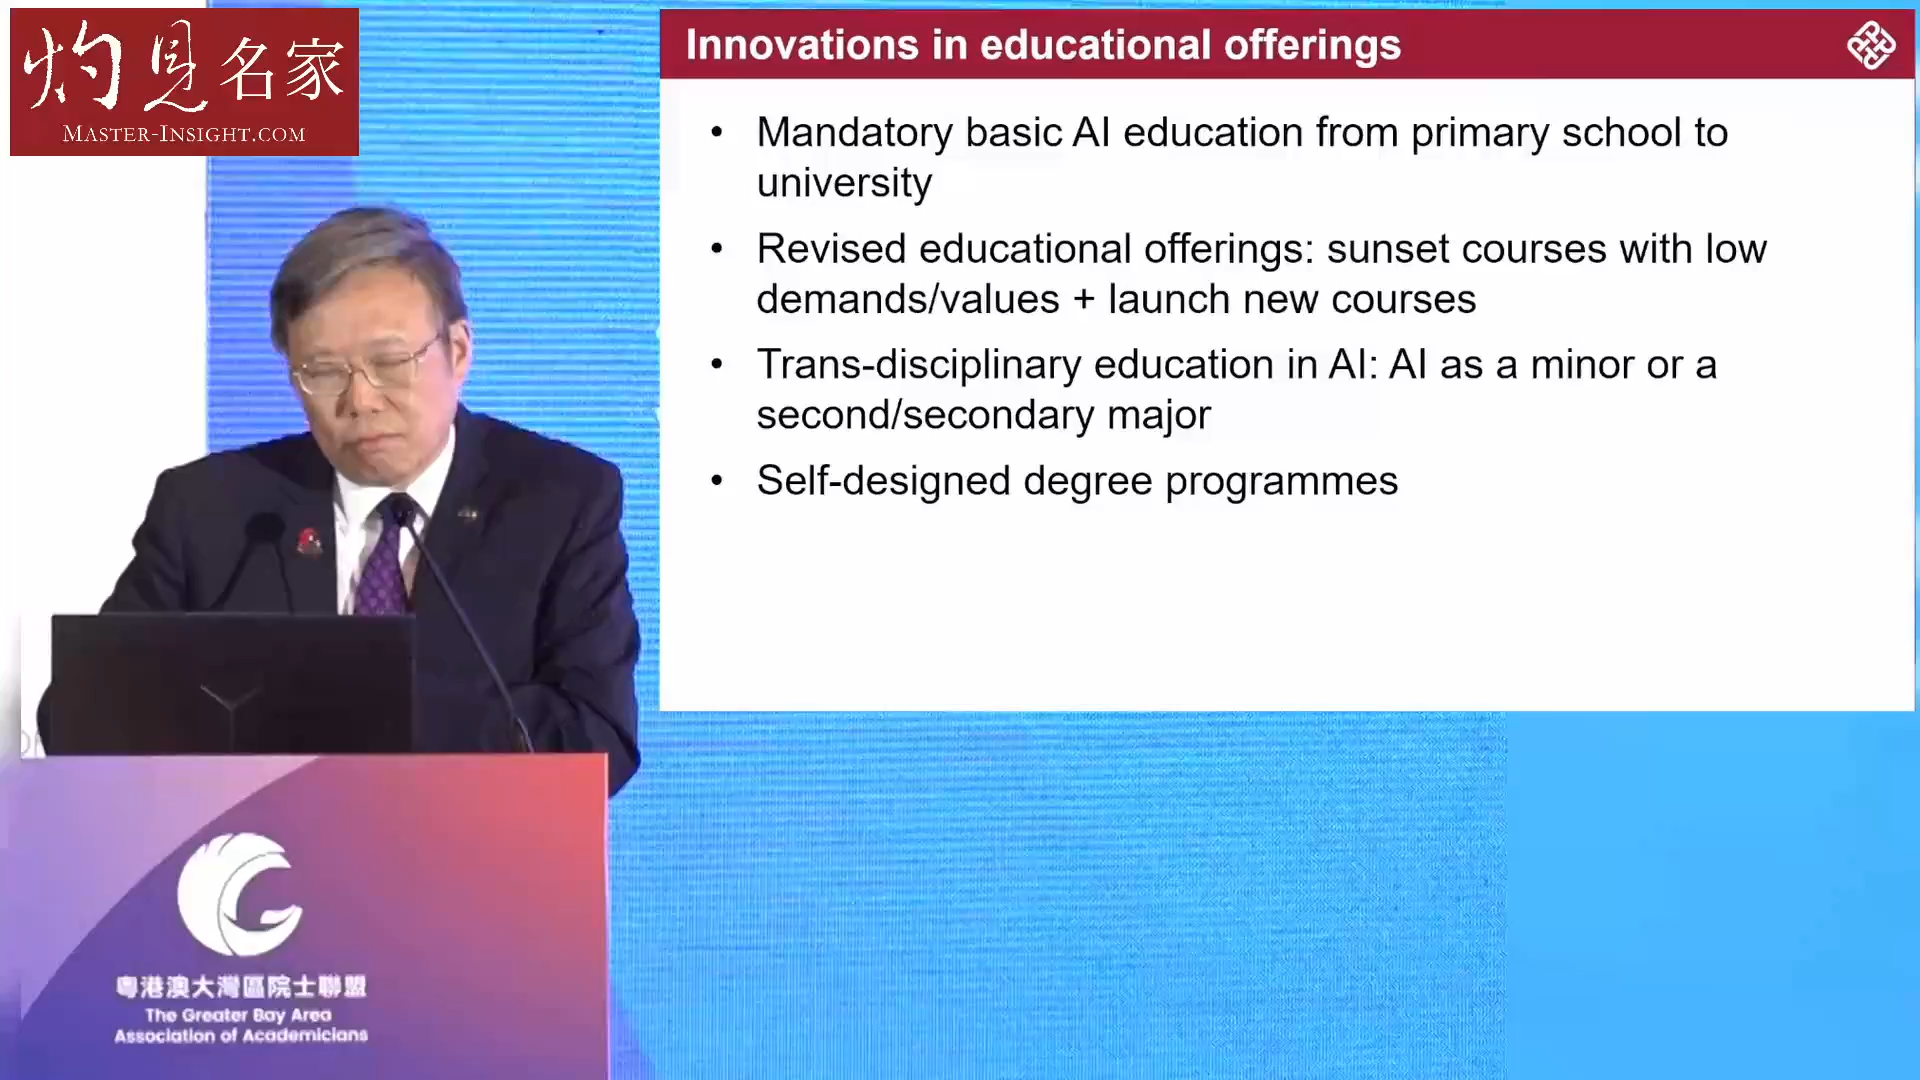 灼見名家
MASTER-INSIGHT.COM
Innovations in educational offerings
• Mandatory basic AI education from primary school to
university
• Revised educational offerings: sunset courses with low
demands/values + launch new courses
• Trans-disciplinary education in AI: AI as a minor or a
second/secondary major
• Self-designed degree programmes
粵港澳大灣區院士聯盟
The Greater Bay Area
Association of Academicians